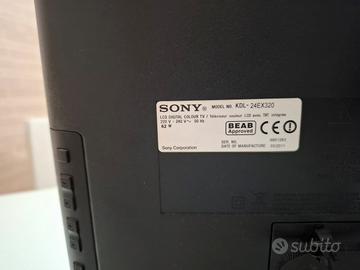 SONY® MODEL NO. KDL-24EX320
LCD DIGITAL COLOUR TV / Téléviseur couleur LCD avec TNT intégrée
220 V - 240 V~ 50 Hz
62 W
BEAB
Approved
CE
SER NO.
DATE OF MANUFACTURE
Sony Corporation
subito